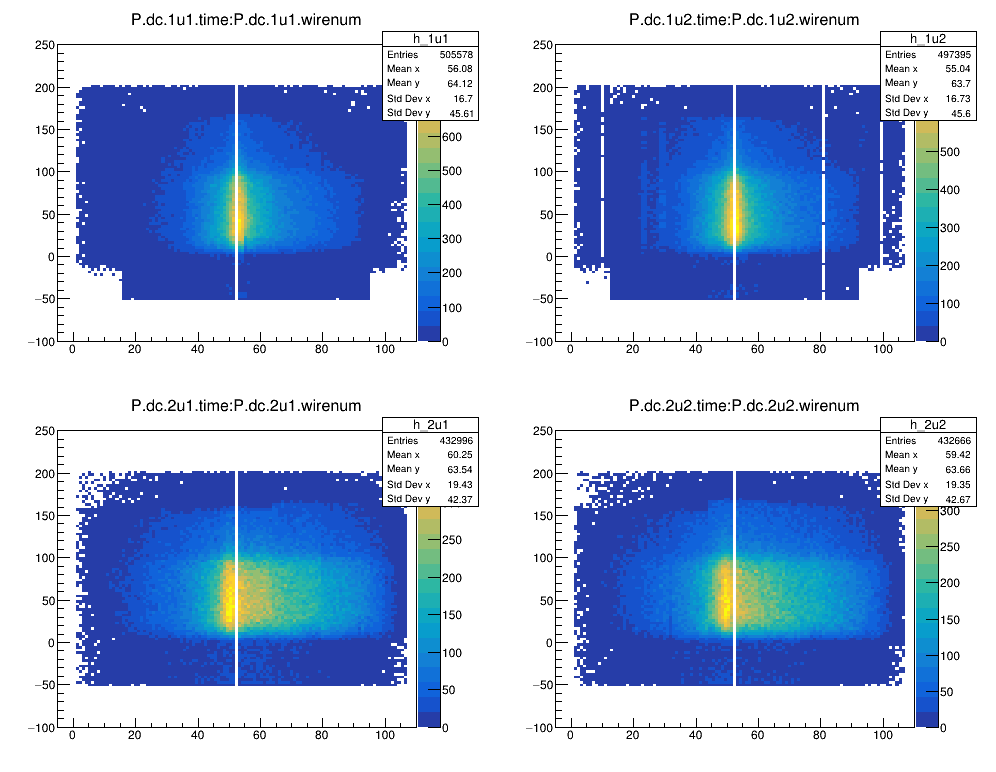 P.dc.1u1.time:P.dc.1u1.wirenum
h_1u1
Entries 505578
Mean x 56.08
Mean y 64.12
Std Dev x 16.7
Std Dev y 45.61
250
200
150
100
50
0
−50
−100
0 20 40 60 80 100
600
500
400
300
200
100
0
P.dc.1u2.time:P.dc.1u2.wirenum
h_1u2
Entries 497395
Mean x 55.04
Mean y 63.7
Std Dev x 16.73
Std Dev y 45.6
250
200
150
100
50
0
−50
−100
0 20 40 60 80 100
500
400
300
200
100
0
P.dc.2u1.time:P.dc.2u1.wirenum
h_2u1
Entries 432996
Mean x 60.25
Mean y 63.54
Std Dev x 19.43
Std Dev y 42.37
250
200
150
100
50
0
−50
−100
0 20 40 60 80 100
250
200
150
100
50
0
P.dc.2u2.time:P.dc.2u2.wirenum
h_2u2
Entries 432666
Mean x 59.42
Mean y 63.66
Std Dev x 19.35
Std Dev y 42.67
250
200
150
100
50
0
−50
−100
0 20 40 60 80 100
300
250
200
150
100
50
0